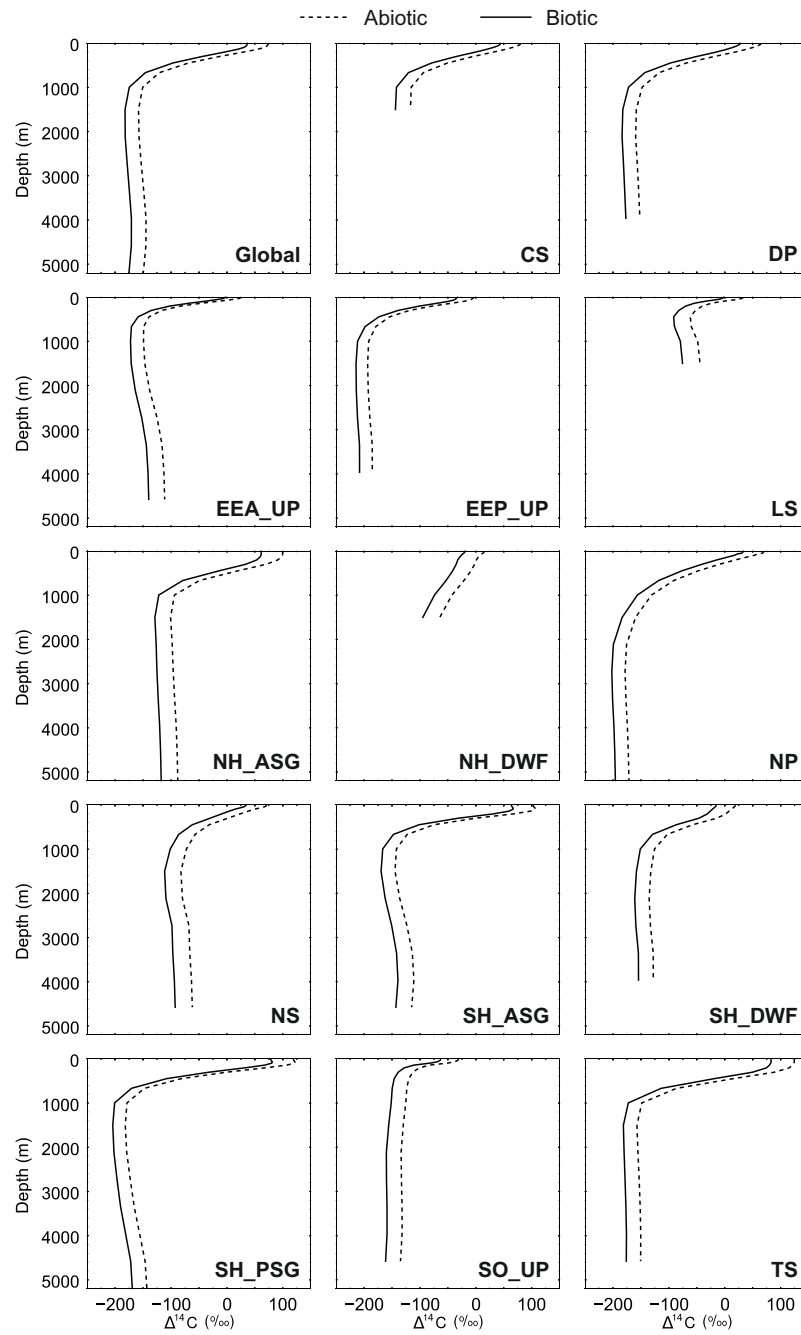 Abiotic Biotic
0
1000
2000
3000
4000
5000
Depth (m)
Global
CS
DP
0
1000
2000
3000
4000
5000
Depth (m)
EEA_UP
EEP_UP
LS
0
1000
2000
3000
4000
5000
Depth (m)
NH_ASG
NH_DWF
NP
0
1000
2000
3000
4000
5000
Depth (m)
NS
SH_ASG
SH_DWF
0
1000
2000
3000
4000
5000
Depth (m)
SH_PSG
SO_UP
TS
−200 −100 0 100
Δ¹⁴C (‰)
−200 −100 0 100
Δ¹⁴C (‰)
−200 −100 0 100
Δ¹⁴C (‰)